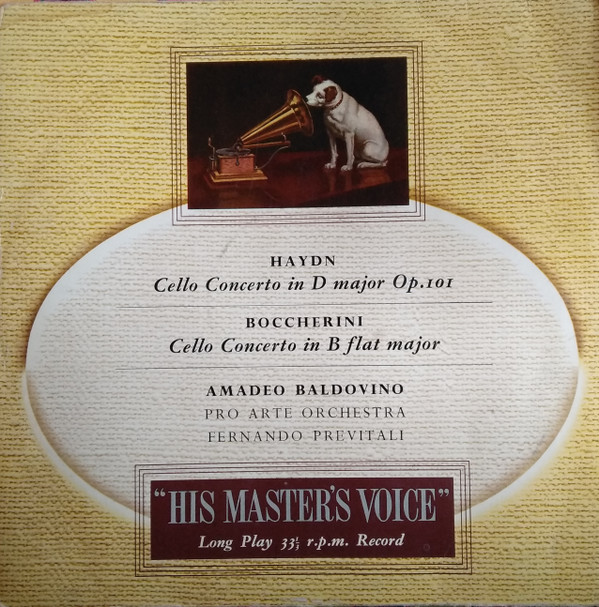 HAYDN
Cello Concerto in D major Op.101
BOCCHERINI
Cello Concerto in B flat major
AMADEO BALDOVINO
PRO ARTE ORCHESTRA
FERNANDO PREVITALI
“HIS MASTER'S VOICE”
Long Play 33⅓ r.p.m. Record